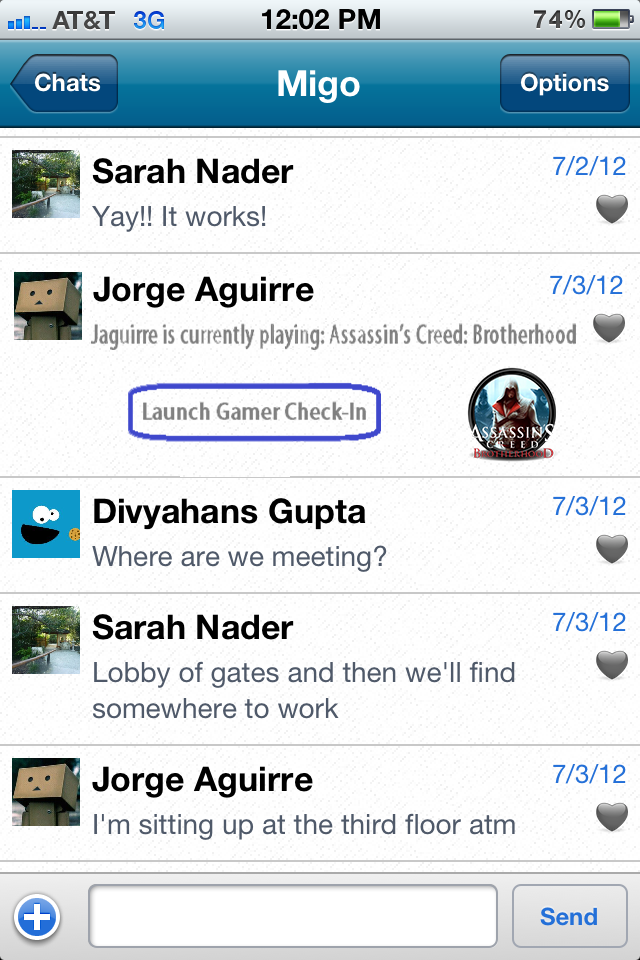 AT&T 3G 12:02 PM 74%
Chats Migo Options
Sarah Nader 7/2/12
Yay!! It works!
Jorge Aguirre 7/3/12
Jaguirre is currently playing: Assassin's Creed: Brotherhood
Launch Gamer Check-In
ASSASSINS
CREED
BROTHERHOOD
Divyahans Gupta 7/3/12
Where are we meeting?
Sarah Nader 7/3/12
Lobby of gates and then we'll find
somewhere to work
Jorge Aguirre 7/3/12
I'm sitting up at the third floor atm
Send